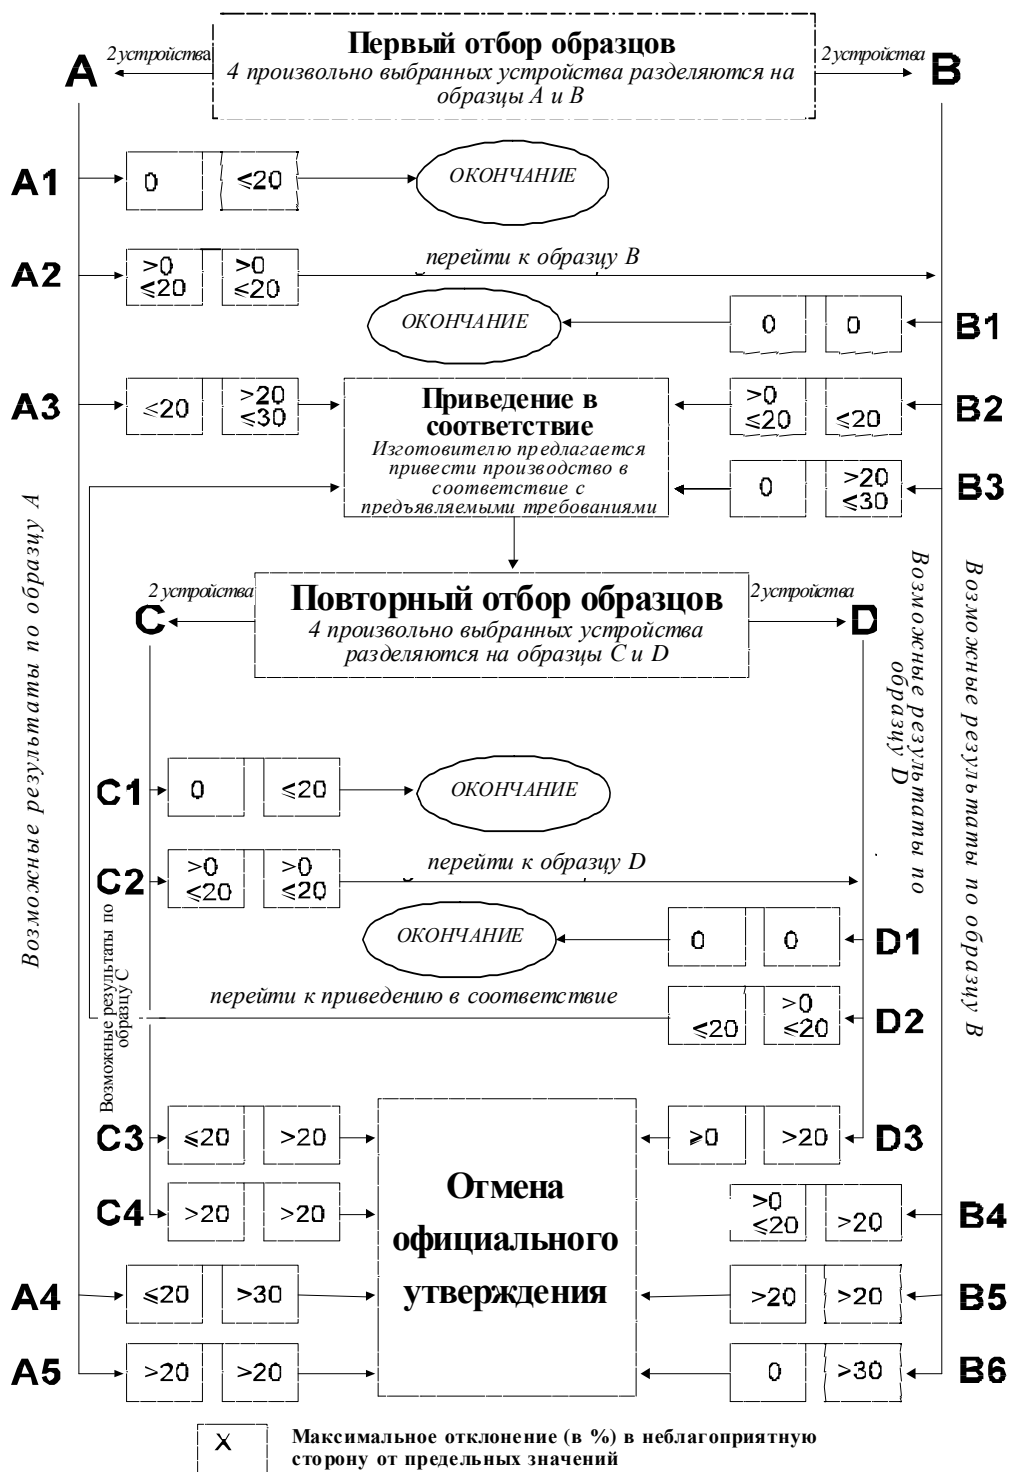 Первый отбор образцов
4 произвольно выбранных устройства разделяются на
образцы A и B
2 устройства
2 устройства
A
B
A1
0
≤20
ОКОНЧАНИЕ
A2
>0
≤20
>0
≤20
перейти к образцу B
ОКОНЧАНИЕ
0
0
B1
A3
≤20
>20
≤30
Приведение в
соответствие
Изготовителю предлагается
привести производство в
соответствие с
предъявляемыми требованиями
>0
≤20
≤20
B2
0
>20
≤30
B3
Возможные результаты по образцу A
Возможные результаты по
образцу D
Возможные результаты по образцу B
2 устройства
2 устройства
C
D
Повторный отбор образцов
4 произвольно выбранных устройства
разделяются на образцы C и D
C1
0
≤20
ОКОНЧАНИЕ
C2
>0
≤20
>0
≤20
перейти к образцу D
ОКОНЧАНИЕ
0
0
D1
Возможные результаты по
образцу C
перейти к приведению в соответствие
≤20
>0
≤20
D2
C3
≤20
>20
≥0
>20
D3
C4
>20
>20
Отмена
официального
утверждения
>0
≤20
>20
B4
A4
≤20
>30
>20
>20
B5
A5
>20
>20
0
>30
B6
X
Максимальное отклонение (в %) в неблагоприятную
сторону от предельных значений